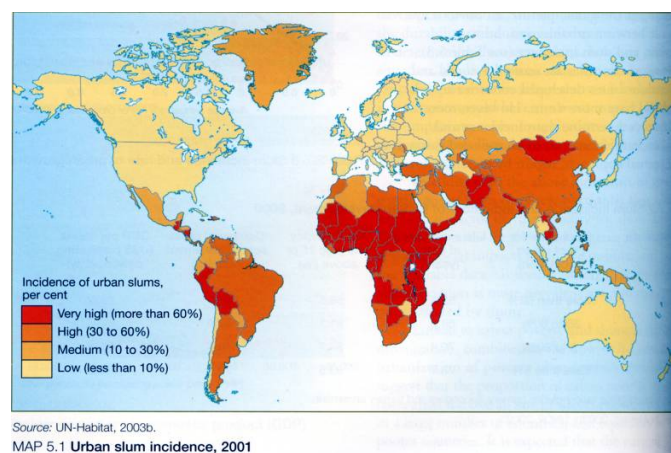 Incidence of urban slums,
per cent
Very high (more than 60%)
High (30 to 60%)
Medium (10 to 30%)
Low (less than 10%)
Source: UN-Habitat, 2003b.
MAP 5.1 Urban slum incidence, 2001